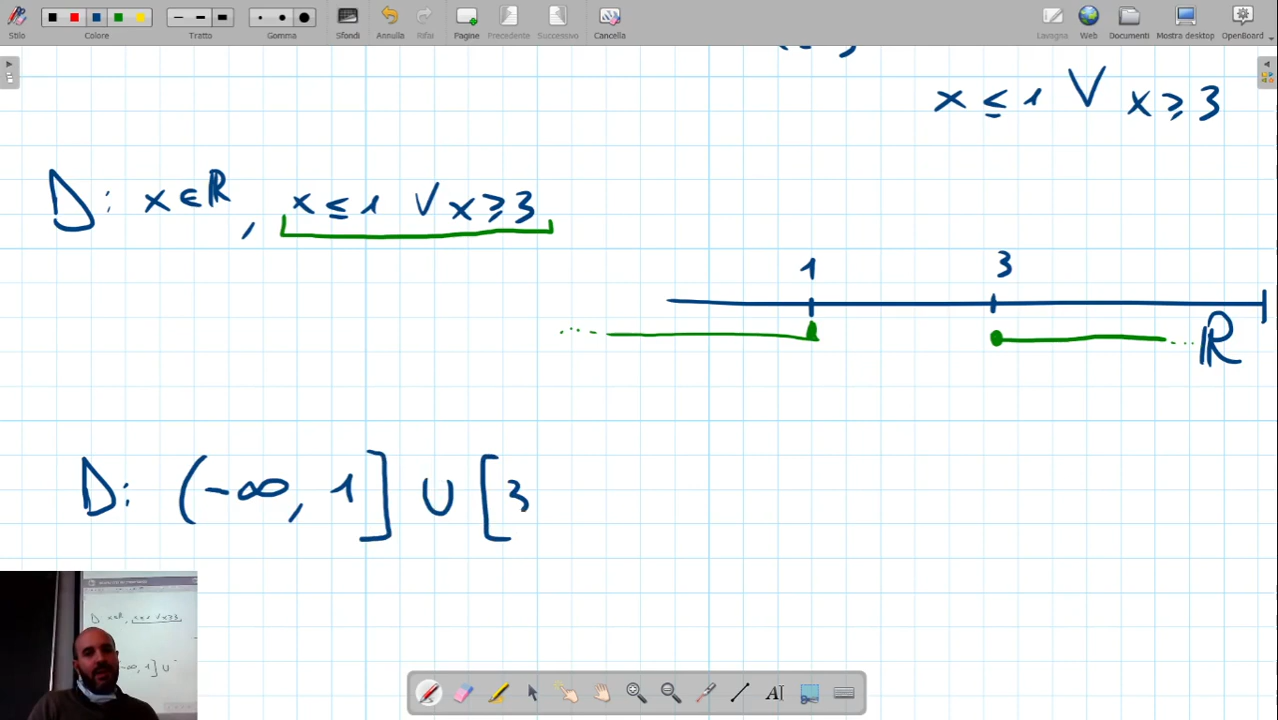 Colore Tratto Gomma Sfondi Annulla Rifai Pagine Precedente Successivo Cancella Lavagna Web Documenti Mostra desktop OpenBoard
x ≤ 1 ∨ x ≥ 3
D: x ∈ ℝ, x ≤ 1 ∨ x ≥ 3
1 3
ℝ
D: (-∞, 1] ∪ [3
Stilo